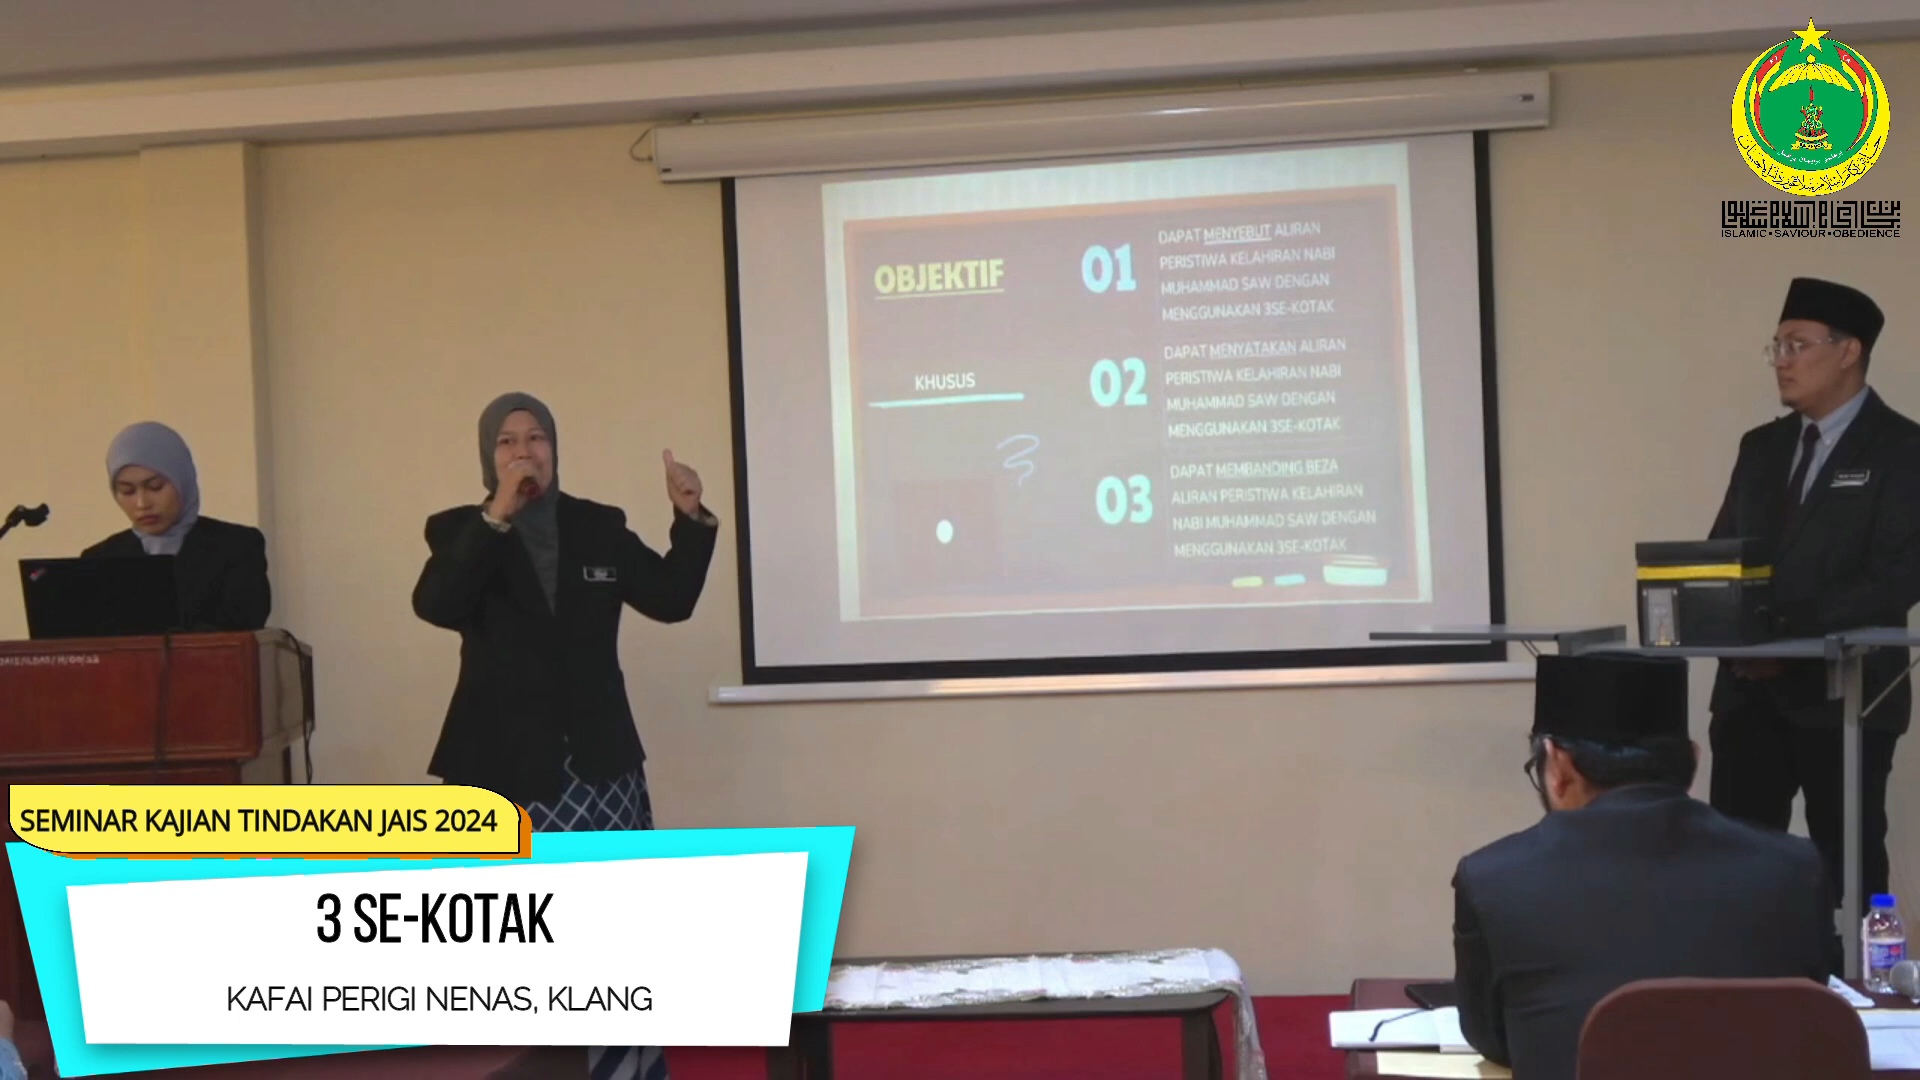 ISLAMIC • SAVIOUR • OBEDIENCE
OBJEKTIF
KHUSUS
01
DAPAT MENYEBUT ALIRAN
PERISTIWA KELAHIRAN NABI
MUHAMMAD SAW DENGAN
MENGGUNAKAN 3SE-KOTAK
02
DAPAT MENYATAKAN ALIRAN
PERISTIWA KELAHIRAN NABI
MUHAMMAD SAW DENGAN
MENGGUNAKAN 3SE-KOTAK
03
DAPAT MEMBANDING BEZA
ALIRAN PERISTIWA KELAHIRAN
NABI MUHAMMAD SAW DENGAN
MENGGUNAKAN 3SE-KOTAK
SEMINAR KAJIAN TINDAKAN JAIS 2024
3 SE-KOTAK
KAFAI PERIGI NENAS, KLANG